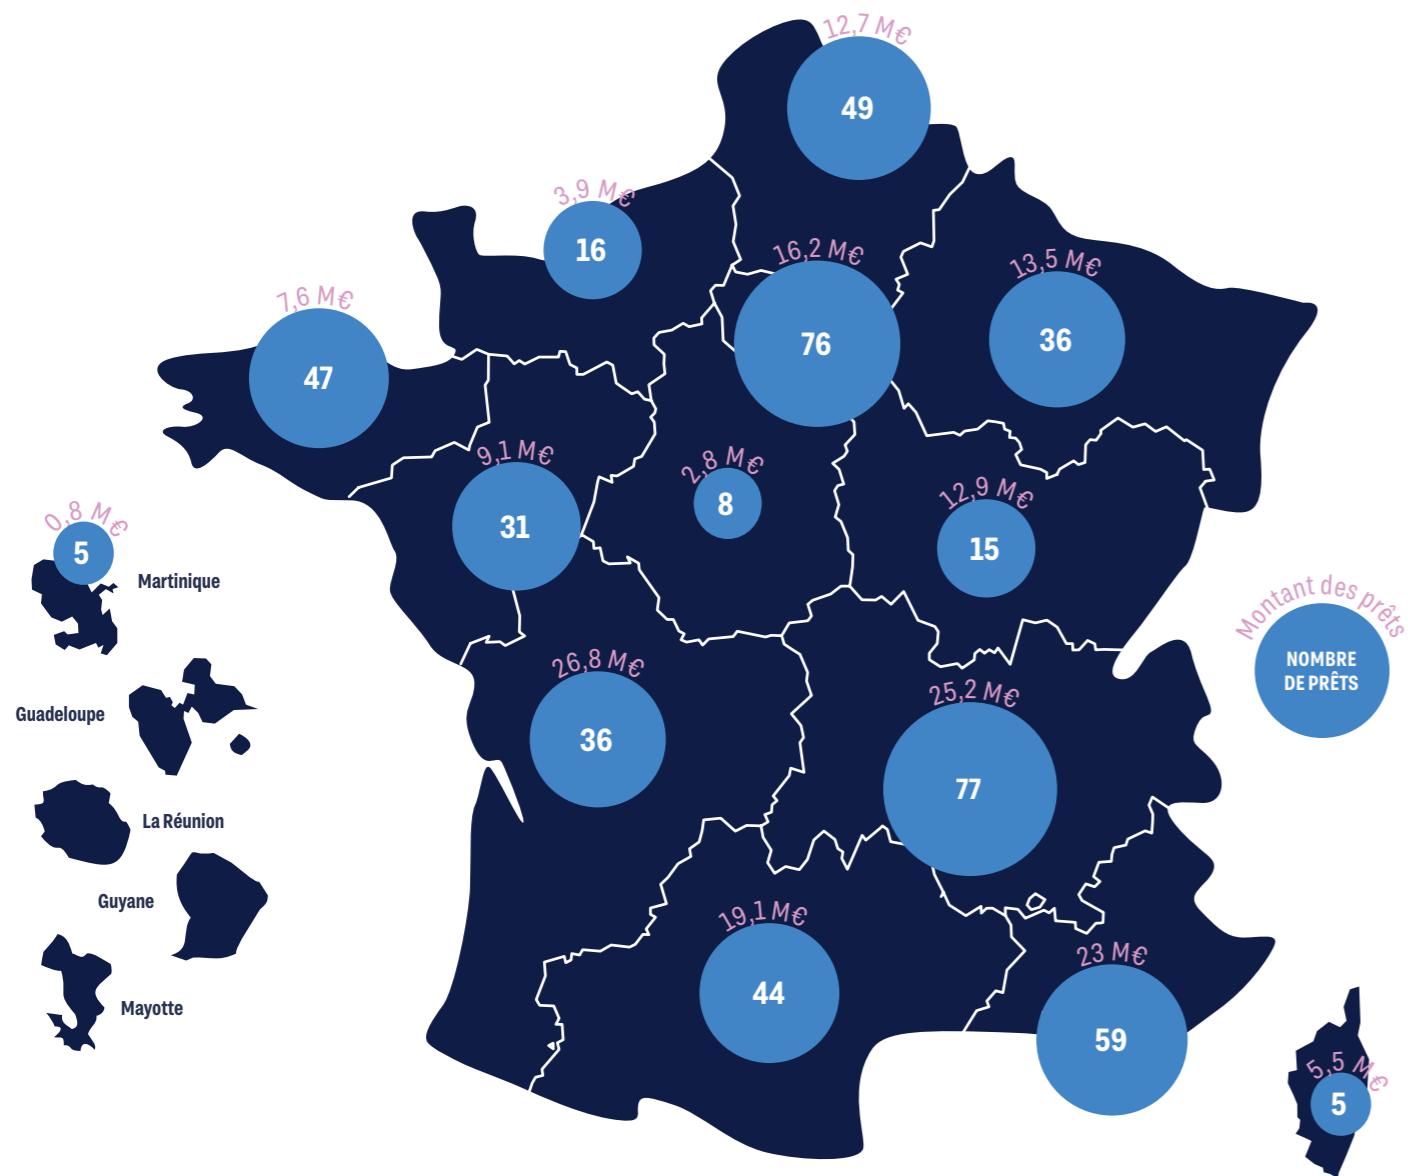 12,7 M€
49
3,9 M€
16
16,2 M€
76
13,5 M€
36
7,6 M€
47
9,1 M€
31
2,8 M€
8
12,9 M€
15
0,8 M€
5
Martinique
Montant des prêts
NOMBRE
DE PRÊTS
26,8 M€
36
25,2 M€
77
Guadeloupe
La Réunion
Guyane
19,1 M€
44
23 M€
59
Mayotte
5,5 M€
5